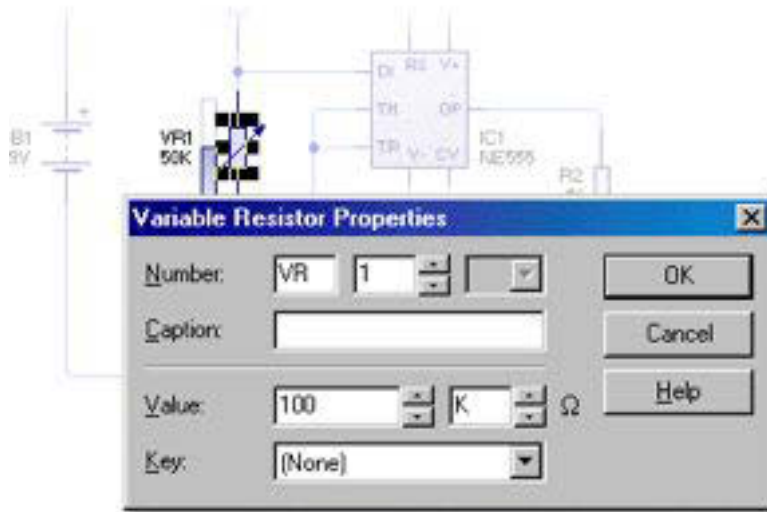 RS V+
DI
TH OP
TR
V- CV
B1
9V
VR1
50K
IC1
NE555
R2
Variable Resistor Properties
Number: VR 1
OK
Caption:
Cancel
Value: 100 K Ω
Help
Key: (None)